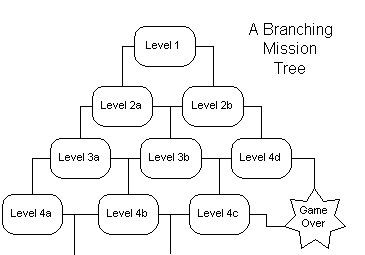 A Branching
Mission
Tree
Level 1
Level 2a
Level 2b
Level 3a
Level 3b
Level 4d
Level 4a
Level 4b
Level 4c
Game
Over